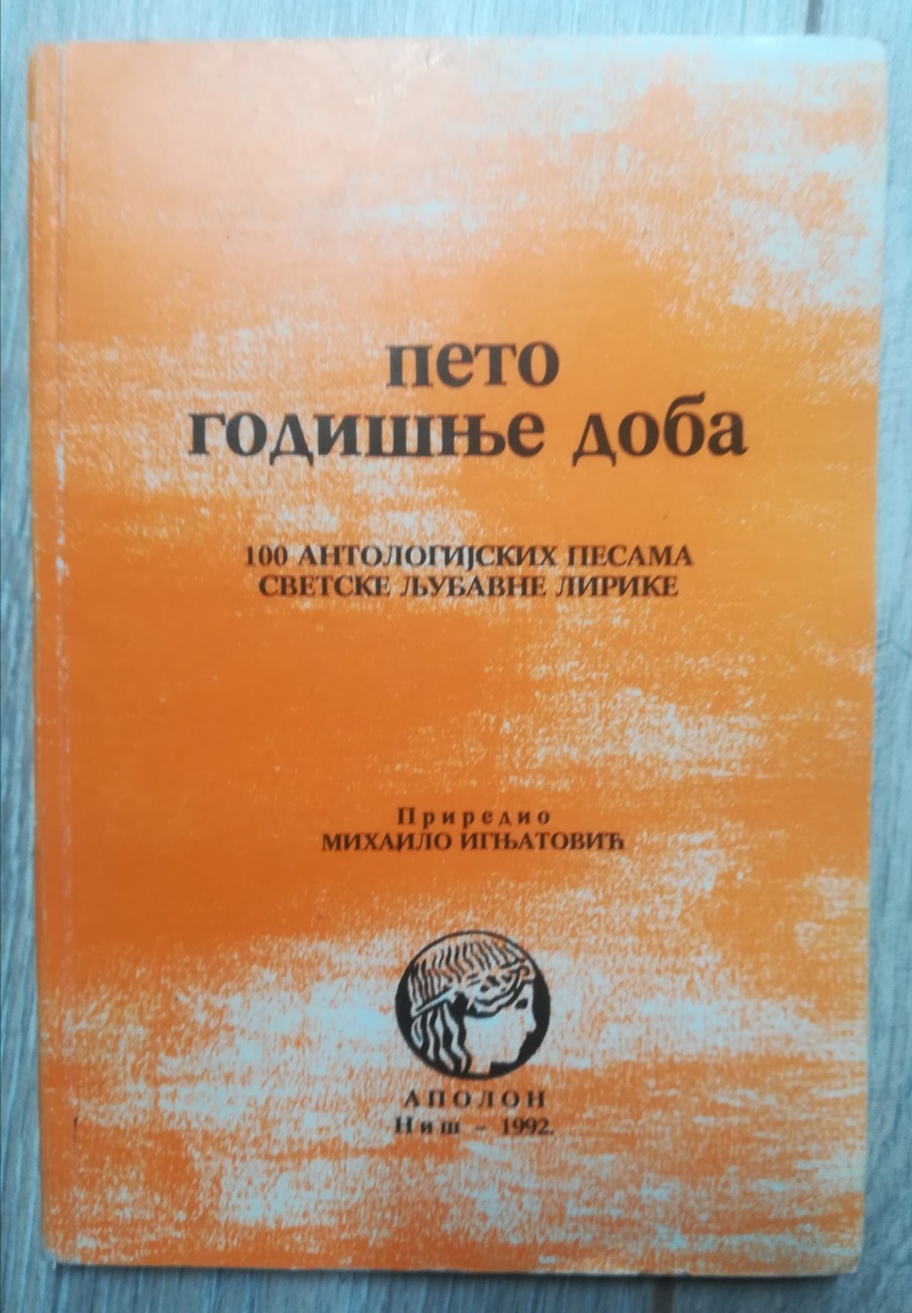 пето
годишње доба
100 АНТОЛОГИЈСКИХ ПЕСАМА
СВЕТСКЕ ЉУБАВНЕ ЛИРИКЕ
Приредио
МИХАИЛО ИГЊАТОВИЋ
АПОЛОН
Ниш - 1992.